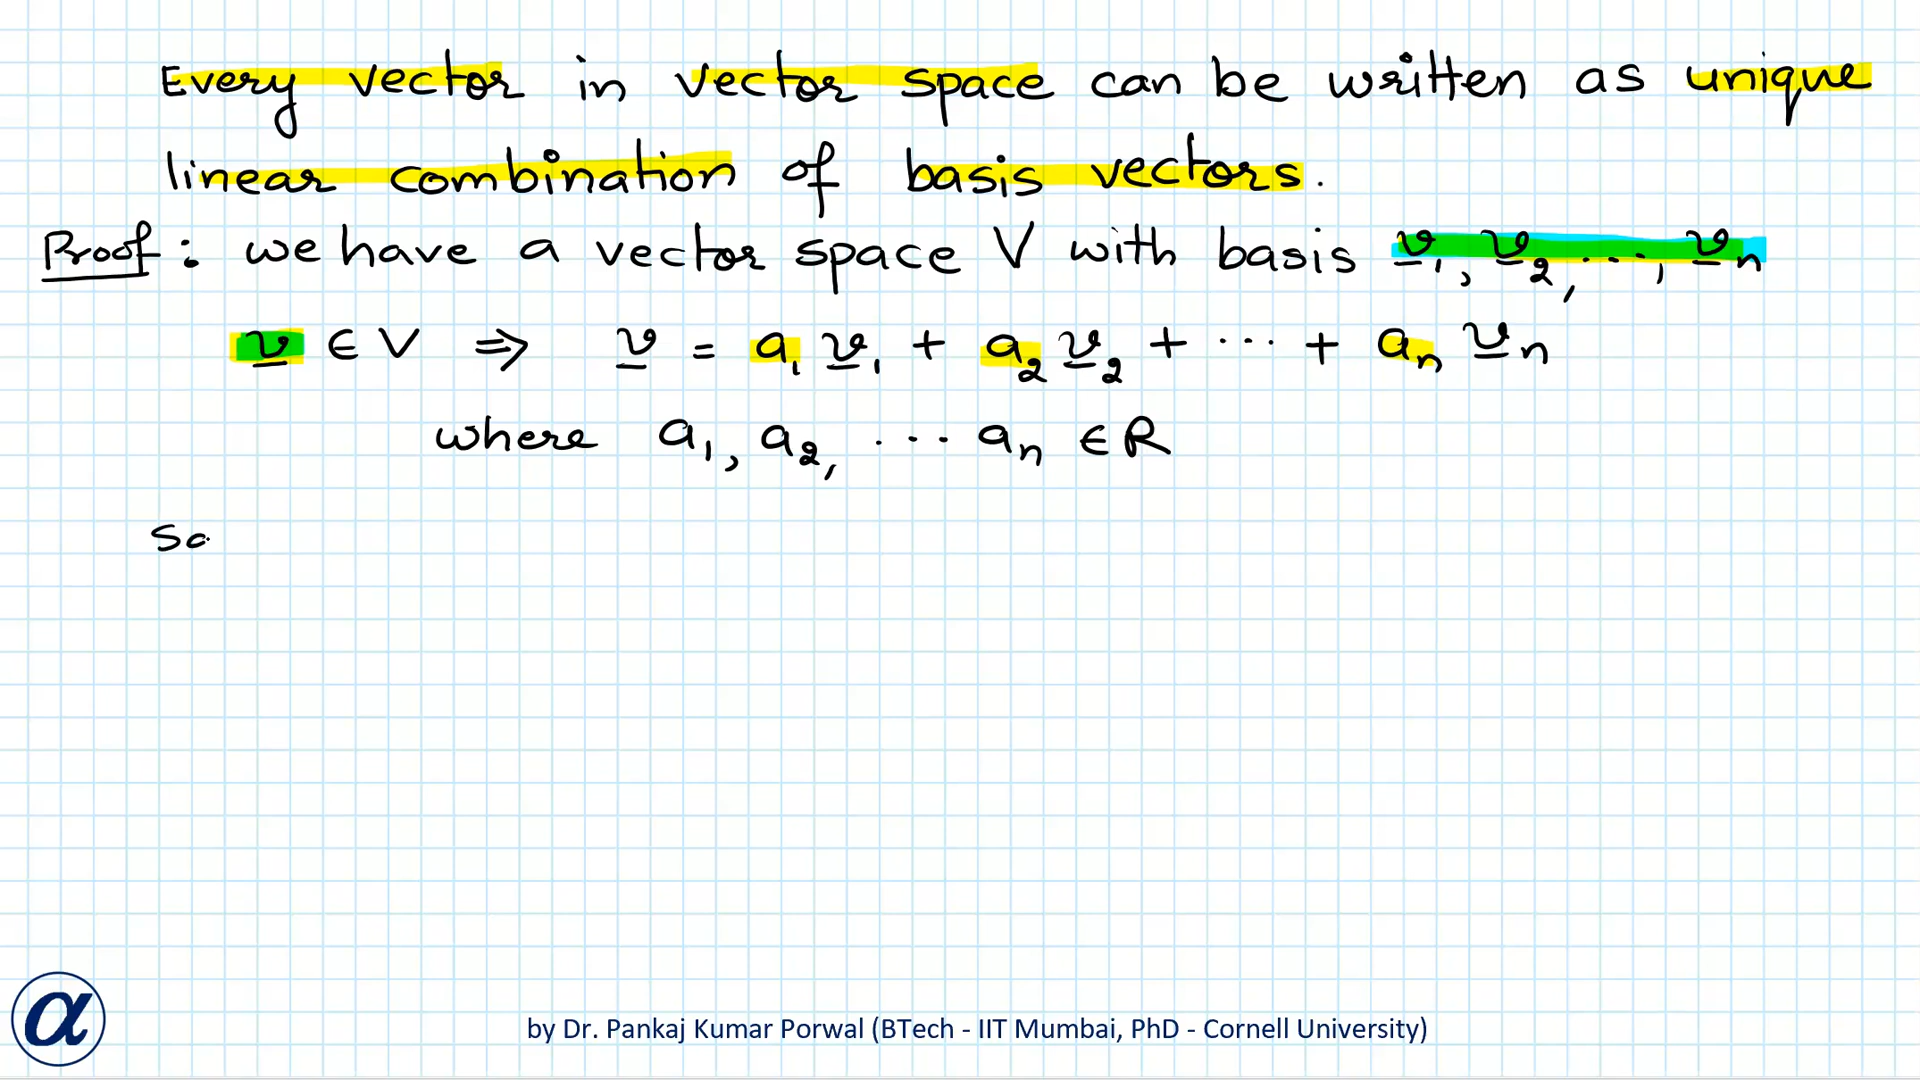 Every vector in vector space can be written as unique
linear combination of basis vectors.
Proof : we have a vector space V with basis v₁, v₂, ..., vₙ
v ∈ V ⇒ v = a₁ v₁ + a₂ v₂ + ... + aₙ vₙ
where a₁, a₂, ... aₙ ∈ R
So
α
by Dr. Pankaj Kumar Porwal (BTech - IIT Mumbai, PhD - Cornell University)